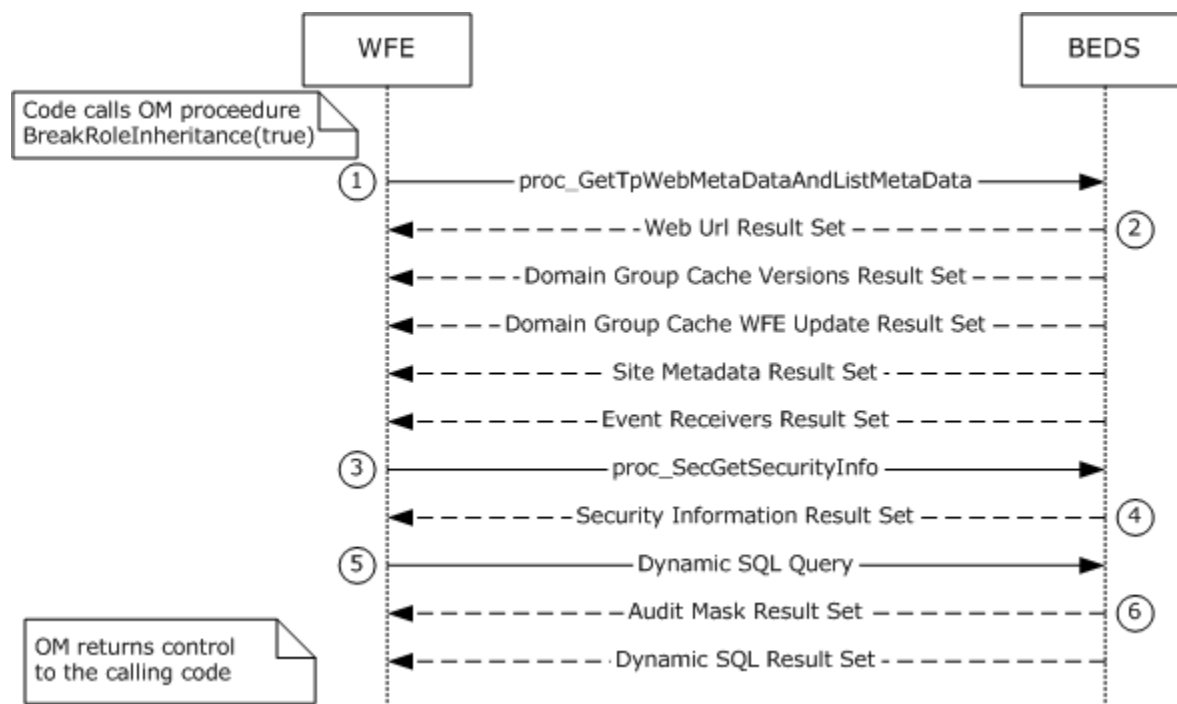 WFE
BEDS
Code calls OM proceedure
BreakRoleInheritance(true)
1
proc_GetTpWebMetaDataAndListMetaData
Web Url Result Set
2
Domain Group Cache Versions Result Set
Domain Group Cache WFE Update Result Set
Site Metadata Result Set
Event Receivers Result Set
3
proc_SecGetSecurityInfo
Security Information Result Set
4
5
Dynamic SQL Query
Audit Mask Result Set
6
OM returns control
to the calling code
Dynamic SQL Result Set